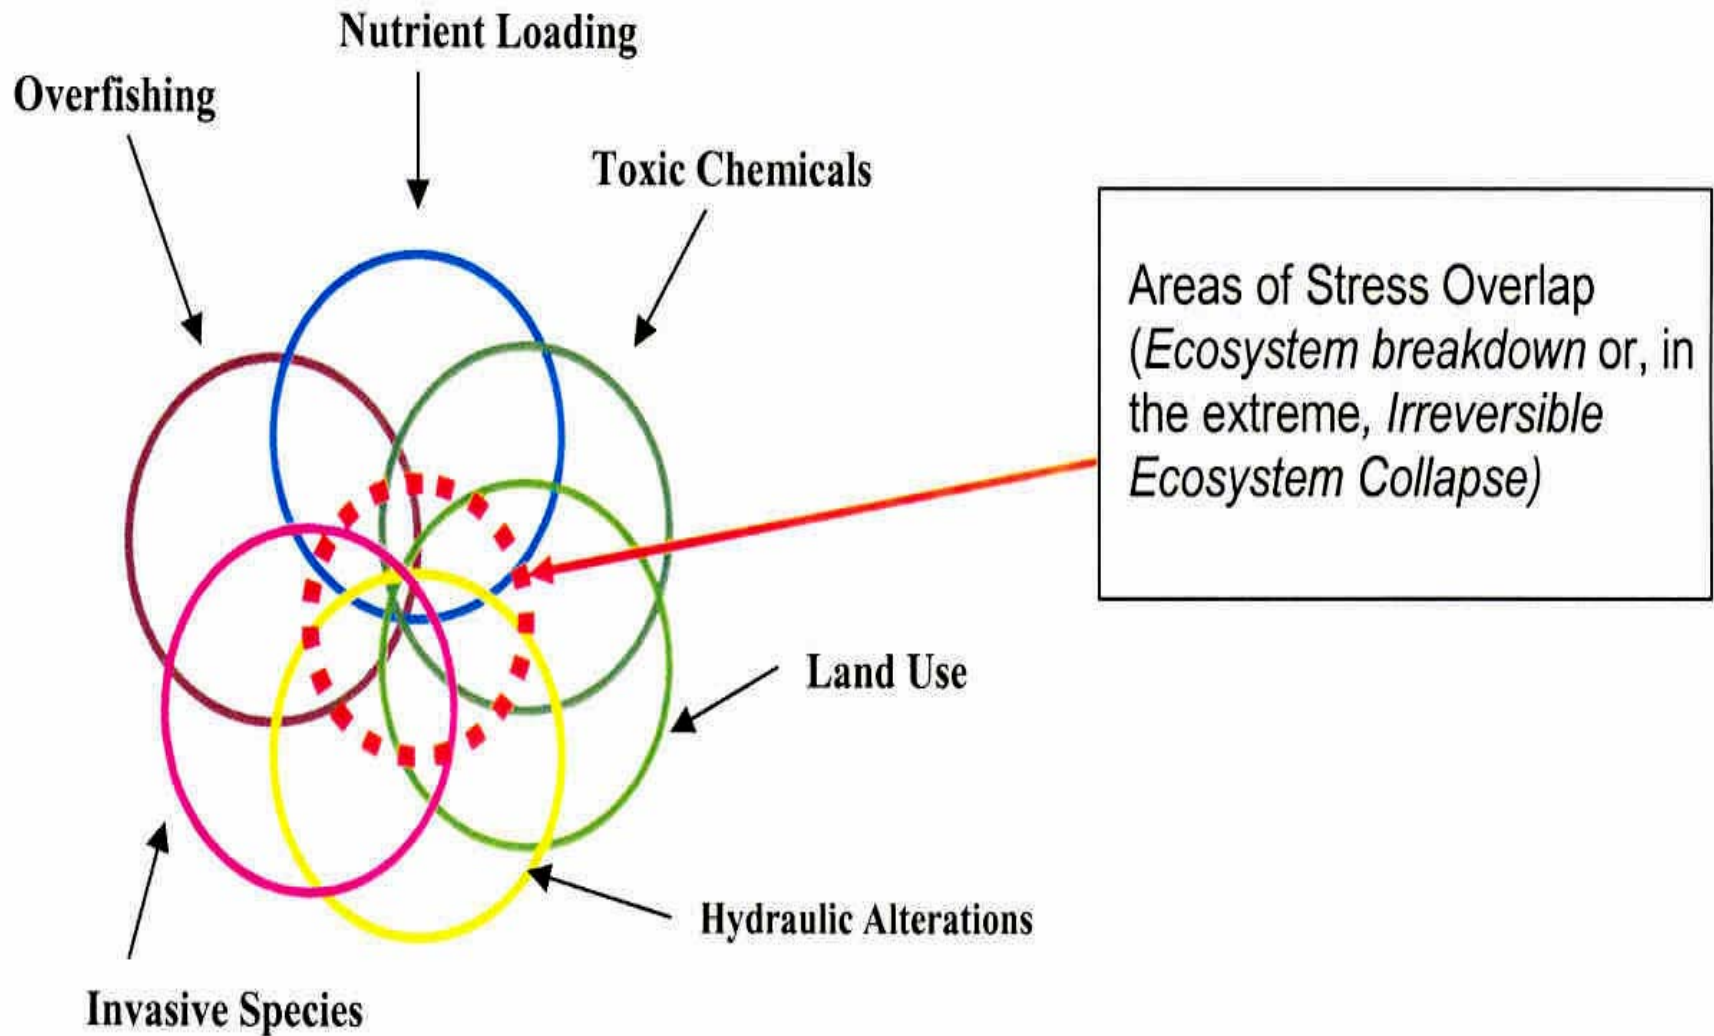 Nutrient Loading
Overfishing
Toxic Chemicals
Areas of Stress Overlap
(Ecosystem breakdown or, in
the extreme, Irreversible
Ecosystem Collapse)
Land Use
Hydraulic Alterations
Invasive Species